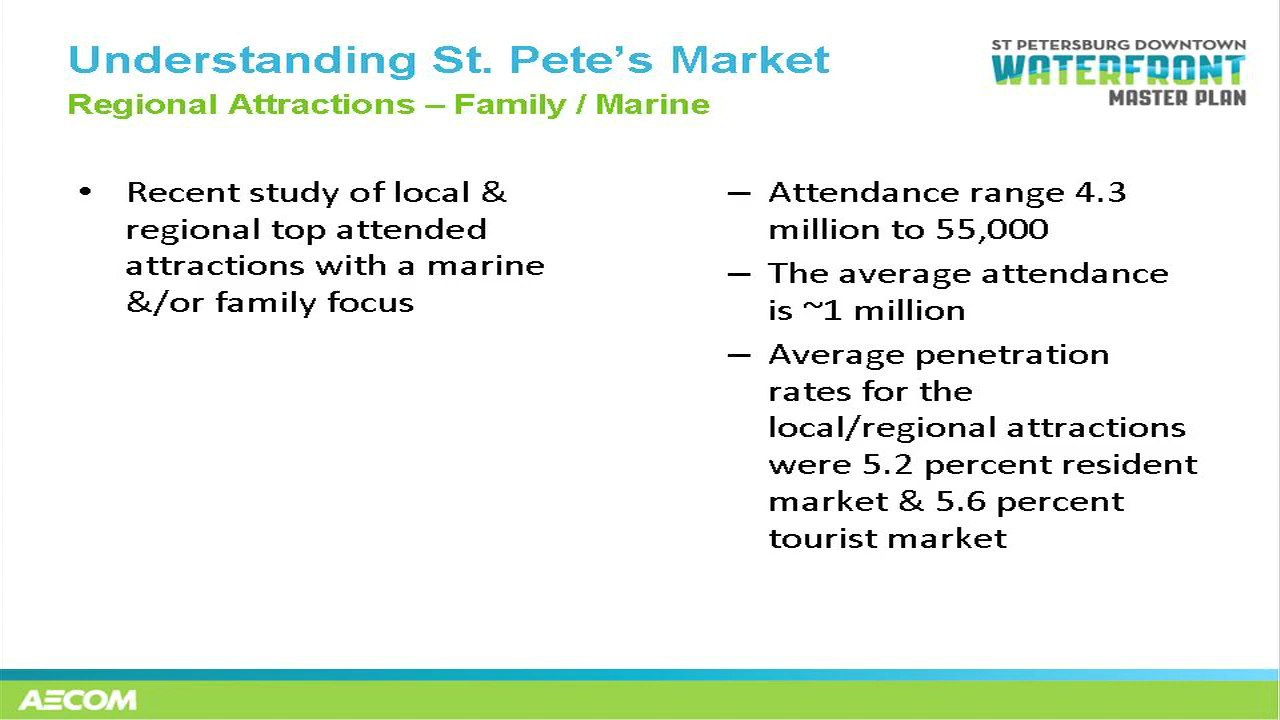 Understanding St. Pete's Market
Regional Attractions – Family / Marine
ST PETERSBURG DOWNTOWN
WATERFRONT
MASTER PLAN
• Recent study of local &
regional top attended
attractions with a marine
&/or family focus
– Attendance range 4.3
million to 55,000
– The average attendance
is ~1 million
– Average penetration
rates for the
local/regional attractions
were 5.2 percent resident
market & 5.6 percent
tourist market
AECOM